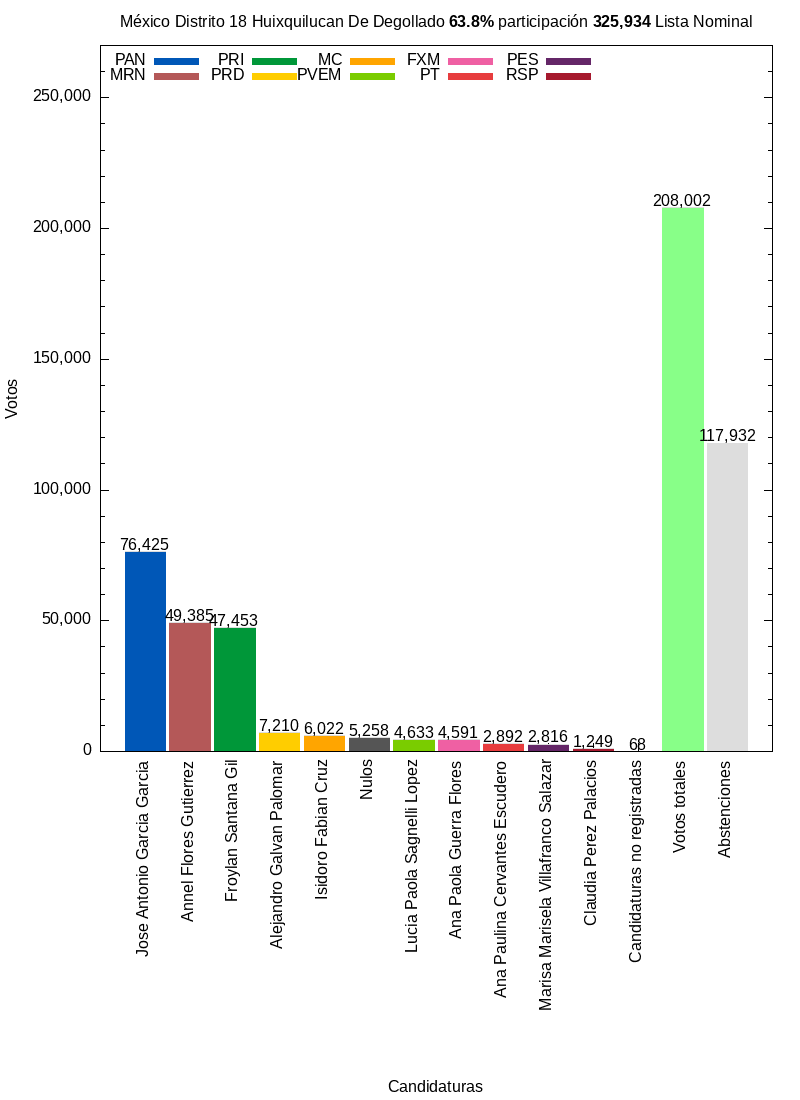 México Distrito 18 Huixquilucan De Degollado 63.8% participación 325,934 Lista Nominal
PAN PRI MC FXM PES
MRN PRD PVEM PT RSP
250,000
200,000
150,000
100,000
50,000
0
Votos
76,425
49,385
47,453
7,210
6,022
5,258
4,633
4,591
2,892
2,816
1,249
68
208,002
117,932
Jose Antonio Garcia Garcia
Annel Flores Gutierrez
Froylan Santana Gil
Alejandro Galvan Palomar
Isidoro Fabian Cruz
Nulos
Lucia Paola Sagnelli Lopez
Ana Paola Guerra Flores
Ana Paulina Cervantes Escudero
Marisa Marisela Villafranco Salazar
Claudia Perez Palacios
Candidaturas no registradas
Votos totales
Abstenciones
Candidaturas